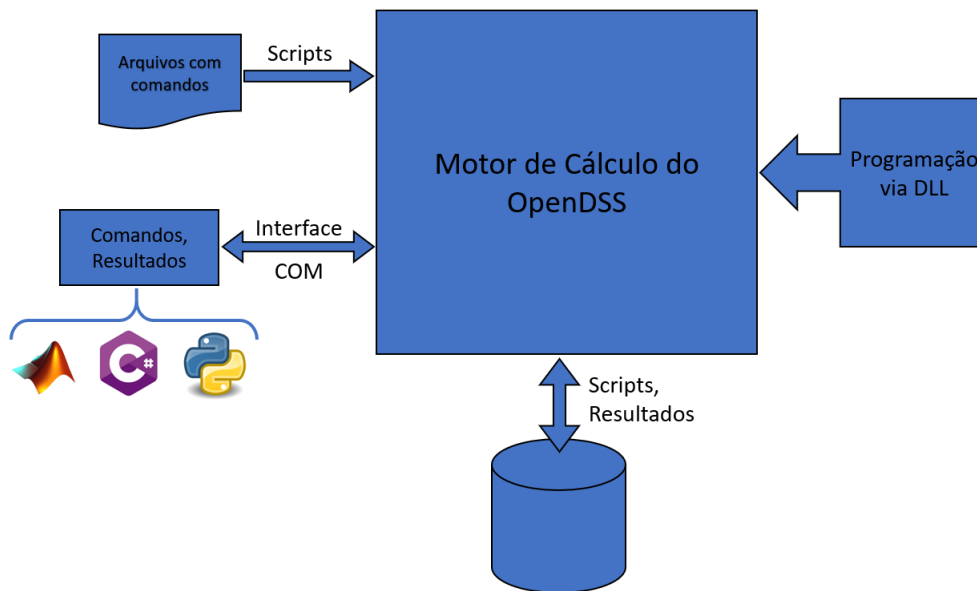 Arquivos com
comandos
Scripts
Motor de Cálculo do
OpenDSS
Programação
via DLL
Comandos,
Resultados
Interface
COM
C#
Scripts,
Resultados